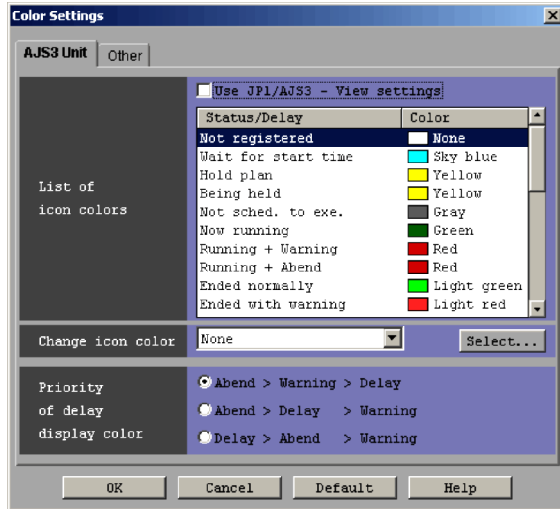 Color Settings
AJS3 Unit Other
Use JP1/AJS3 - View settings
Status/Delay Color
Not registered None
Wait for start time Sky blue
Hold plan Yellow
Being held Yellow
Not sched. to exe. Gray
Now running Green
Running + Warning Red
Running + Abend Red
Ended normally Light green
Ended with warning Light red
List of
icon colors
Change icon color None Select...
Priority
of delay
display color
Abend > Warning > Delay
Abend > Delay > Warning
Delay > Abend > Warning
OK Cancel Default Help